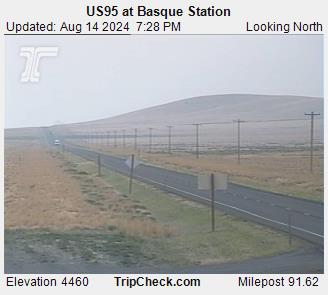 US95 at Basque Station
Updated: Aug 14 2024 7:28 PM Looking North
Elevation 4460 TripCheck.com Milepost 91.62